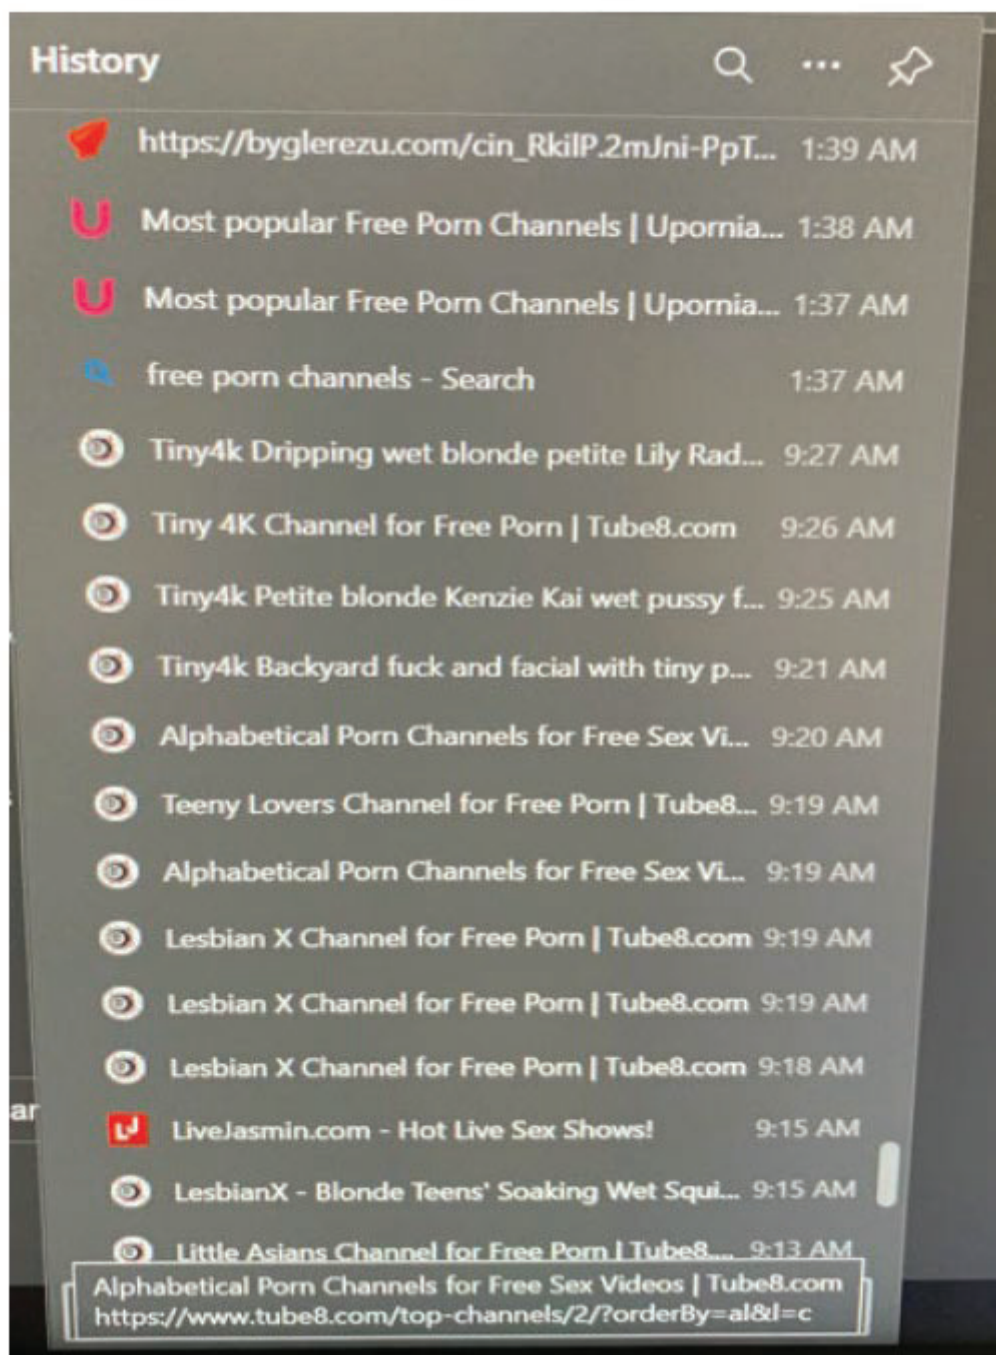 History
https://byglerezu.com/cin_RkilP.2mJni-PpT... 1:39 AM
Most popular Free Porn Channels | Upornia... 1:38 AM
Most popular Free Porn Channels | Upornia... 1:37 AM
free porn channels - Search 1:37 AM
Tiny4k Dripping wet blonde petite Lily Rad... 9:27 AM
Tiny 4K Channel for Free Porn | Tube8.com 9:26 AM
Tiny4k Petite blonde Kenzie Kai wet pussy f... 9:25 AM
Tiny4k Backyard fuck and facial with tiny p... 9:21 AM
Alphabetical Porn Channels for Free Sex Vi... 9:20 AM
Teeny Lovers Channel for Free Porn | Tube8... 9:19 AM
Alphabetical Porn Channels for Free Sex Vi... 9:19 AM
Lesbian X Channel for Free Porn | Tube8.com 9:19 AM
Lesbian X Channel for Free Porn | Tube8.com 9:19 AM
Lesbian X Channel for Free Porn | Tube8.com 9:18 AM
ar
LiveJasmin.com - Hot Live Sex Shows! 9:15 AM
LesbianX - Blonde Teens' Soaking Wet Squi... 9:15 AM
Little Asians Channel for Free Porn | Tube8.... 9:13 AM
Alphabetical Porn Channels for Free Sex Videos | Tube8.com
https://www.tube8.com/top-channels/2/?orderBy=al&l=c